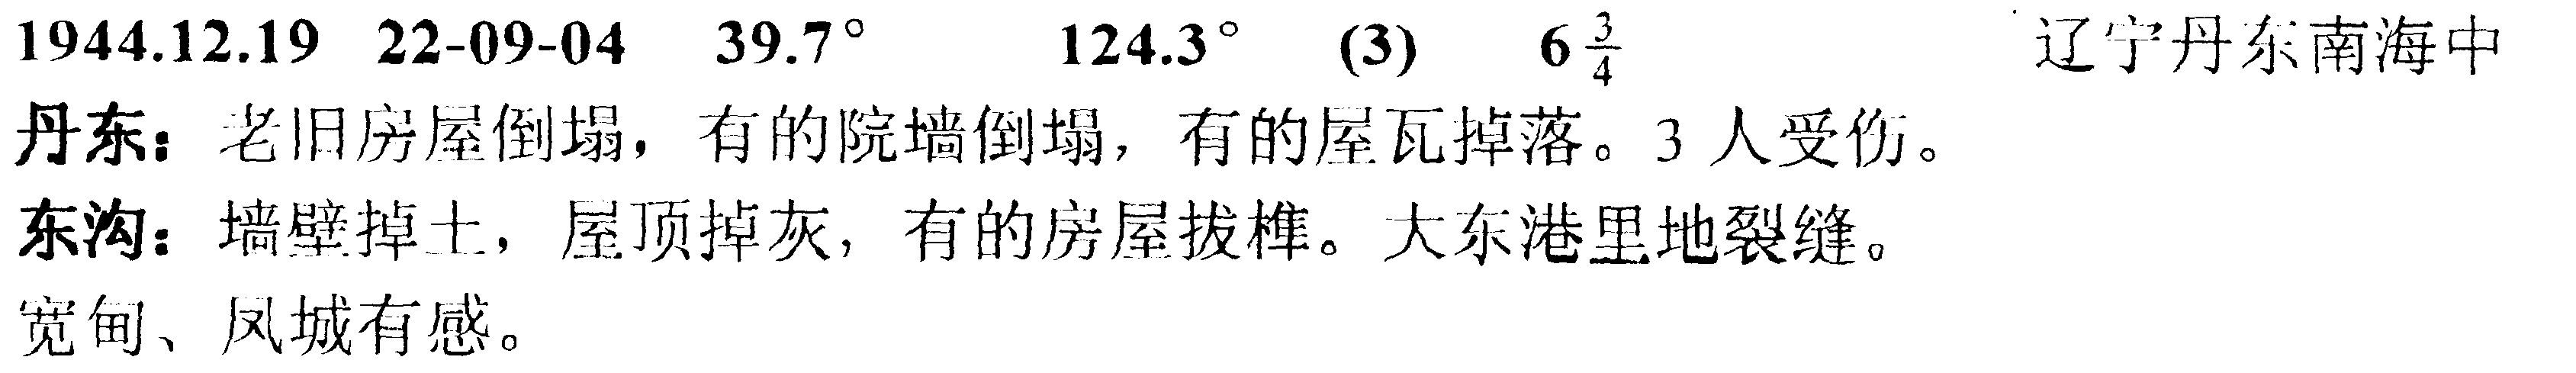 1944.12.19 22-09-04 39.7° 124.3° (3) 6 3/4 辽宁丹东南海中
丹东：老旧房屋倒塌，有的院墙倒塌，有的屋瓦掉落。3 人受伤。
东沟：墙壁掉土，屋顶掉灰，有的房屋拔榫。大东港里地裂缝。
宽甸、凤城有感。